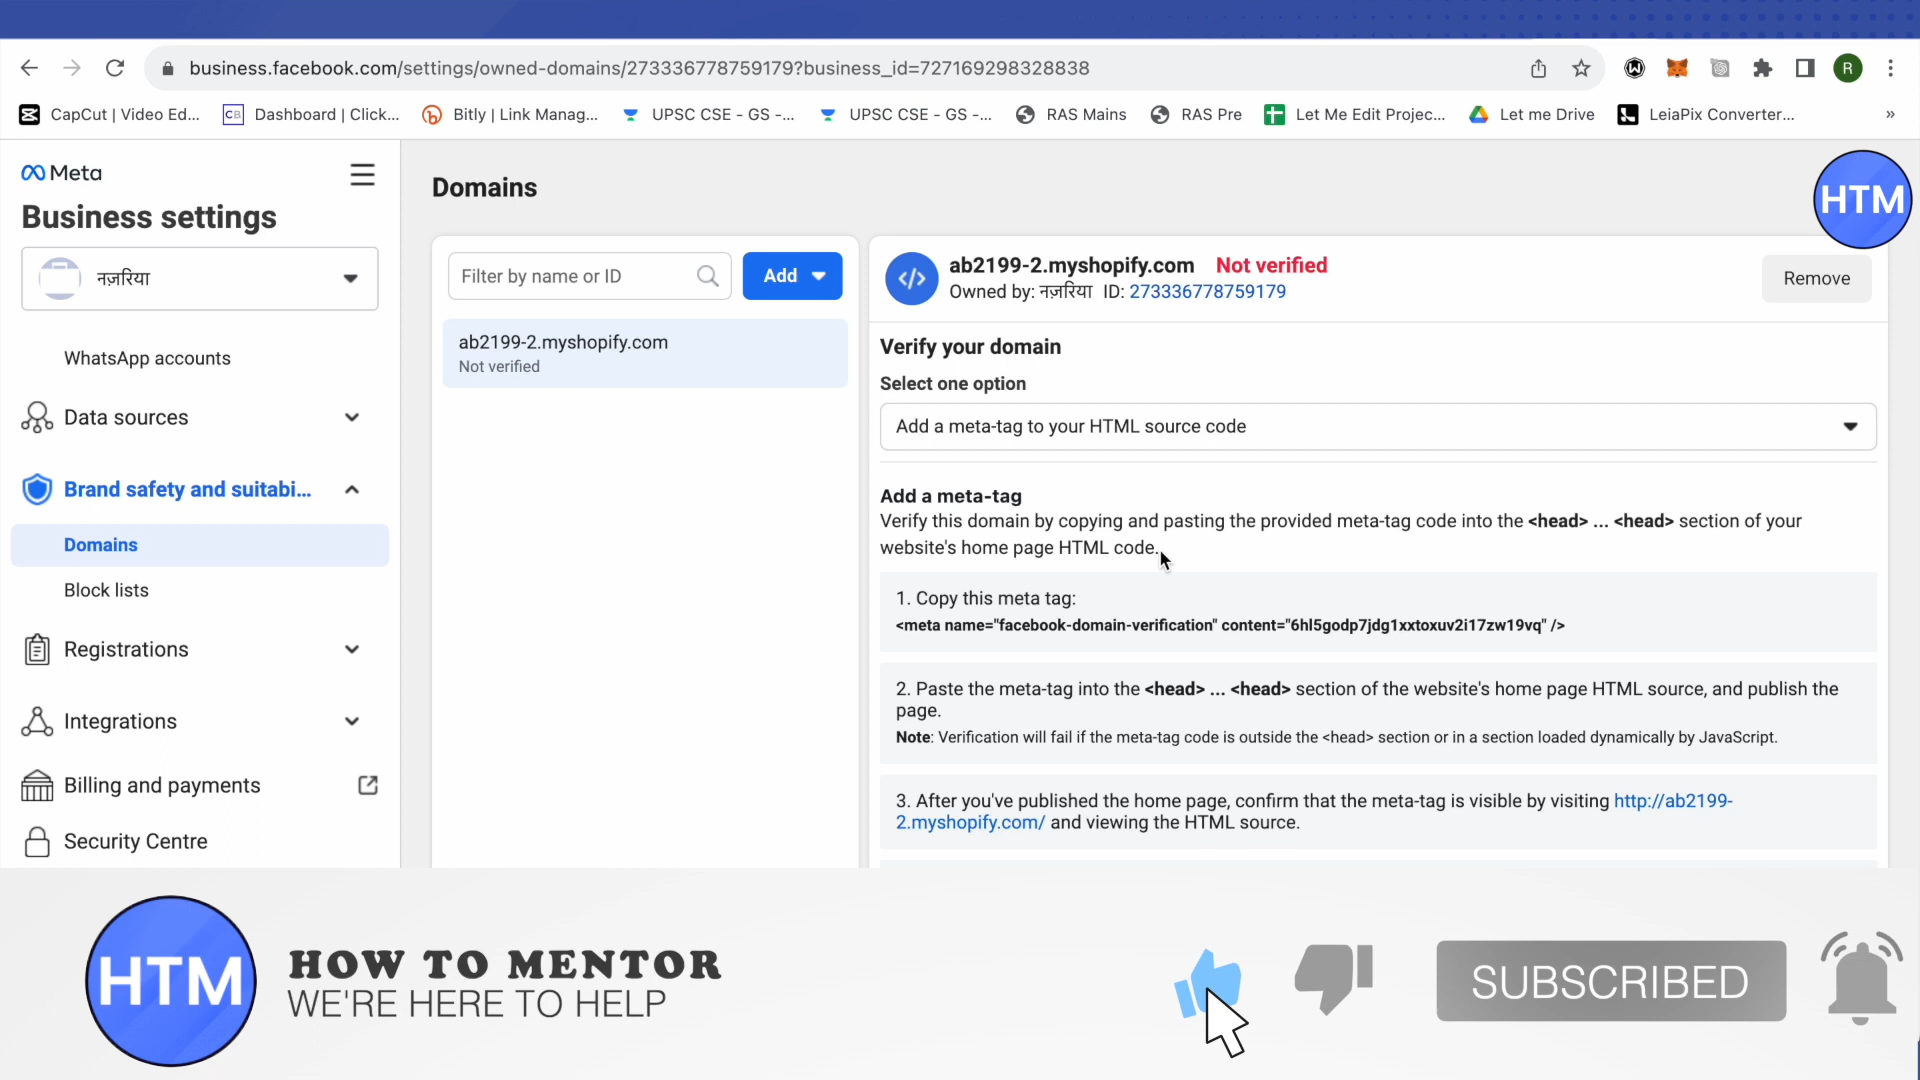 business.facebook.com/settings/owned-domains/273336778759179?business_id=727169298328838
R
CapCut | Video Ed...
CB
Dashboard | Click...
Bitly | Link Manag...
UPSC CSE - GS -...
UPSC CSE - GS -...
RAS Mains
RAS Pre
Let Me Edit Projec...
Let me Drive
LeiaPix Converter...
»
Meta
Business settings
नज़रिया
WhatsApp accounts
Data sources
Brand safety and suitabi...
Domains
Block lists
Registrations
Integrations
Billing and payments
Security Centre
Domains
HTM
Filter by name or ID
Add
ab2199-2.myshopify.com
Not verified
</>
ab2199-2.myshopify.com Not verified
Owned by: नज़रिया ID: 273336778759179
Remove
Verify your domain
Select one option
Add a meta-tag to your HTML source code
Add a meta-tag
Verify this domain by copying and pasting the provided meta-tag code into the <head> ... <head> section of your
website's home page HTML code.
1. Copy this meta tag:
<meta name="facebook-domain-verification" content="6hl5godp7jdg1xxtoxuv2i17zw19vq" />
2. Paste the meta-tag into the <head> ... <head> section of the website's home page HTML source, and publish the
page.
Note: Verification will fail if the meta-tag code is outside the <head> section or in a section loaded dynamically by JavaScript.
3. After you've published the home page, confirm that the meta-tag is visible by visiting http://ab2199-
2.myshopify.com/ and viewing the HTML source.
HTM
HOW TO MENTOR
WE'RE HERE TO HELP
SUBSCRIBED